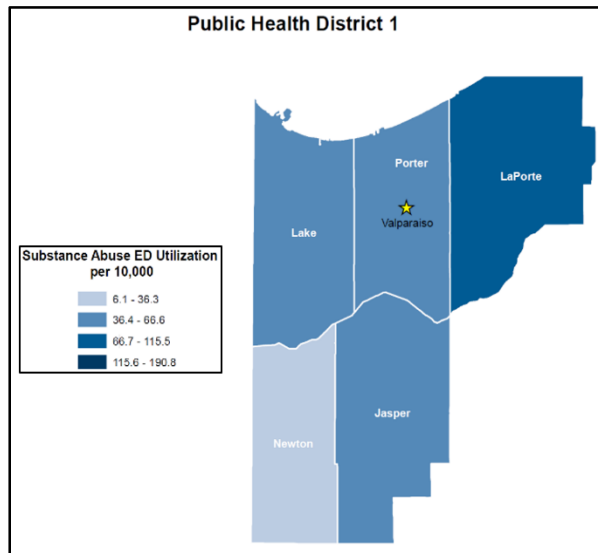 Public Health District 1
Porter
LaPorte
Valparaiso
Lake
Substance Abuse ED Utilization
per 10,000
6.1 - 36.3
36.4 - 66.6
66.7 - 115.5
115.6 - 190.8
Jasper
Newton